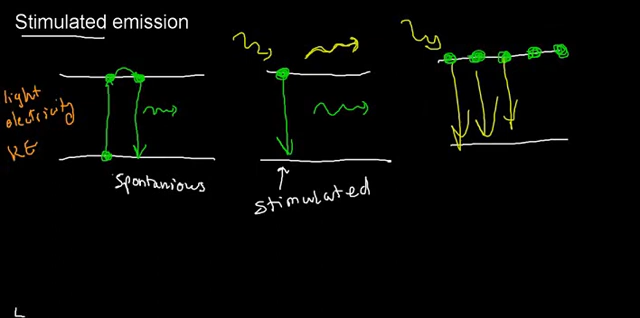 Stimulated emission
light
electricity
KE
Spontanious
Stimulated